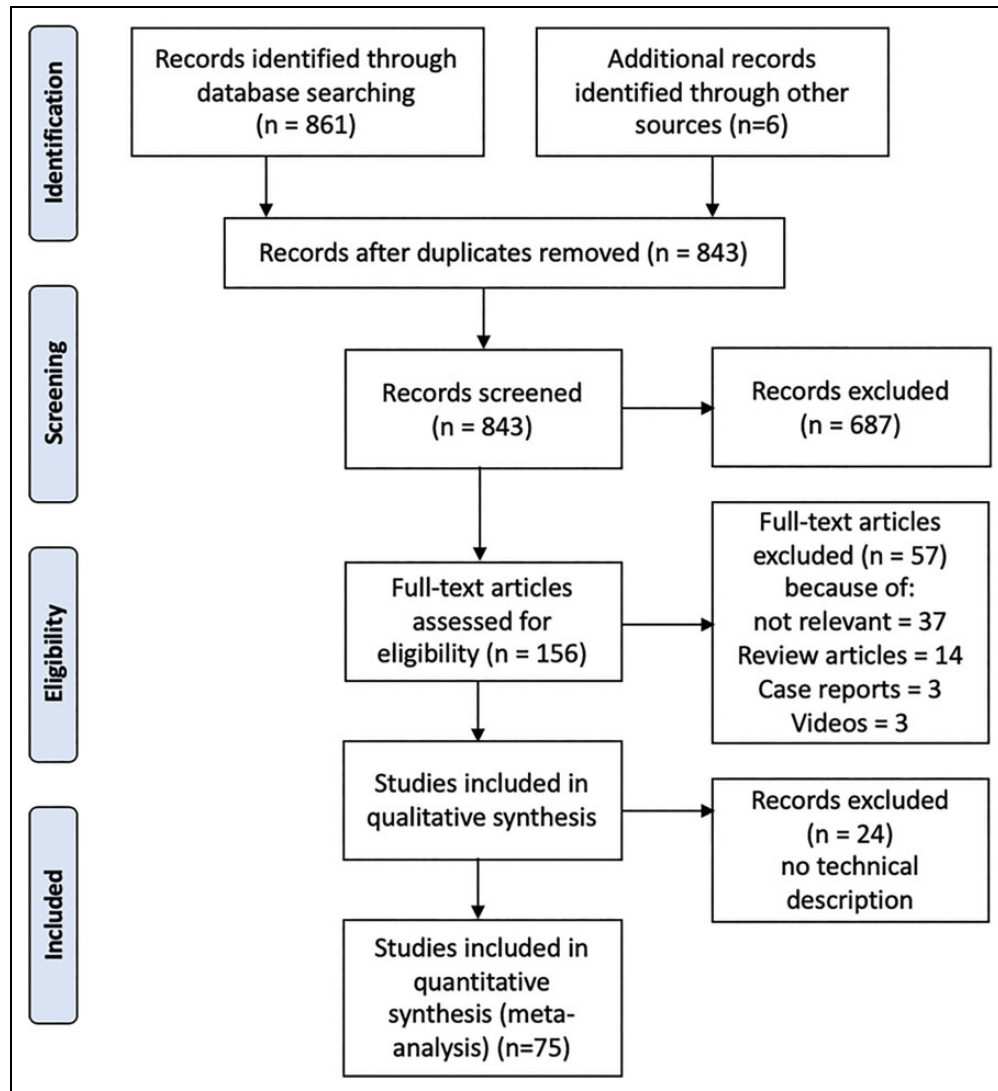 Identification
Records identified through
database searching
(n = 861)
Additional records
identified through other
sources (n=6)
Records after duplicates removed (n = 843)
Screening
Records screened
(n = 843)
Records excluded
(n = 687)
Eligibility
Full-text articles
assessed for
eligibility (n = 156)
Full-text articles
excluded (n = 57)
because of:
not relevant = 37
Review articles = 14
Case reports = 3
Videos = 3
Included
Studies included in
qualitative synthesis
Records excluded
(n = 24)
no technical
description
Studies included in
quantitative
synthesis (meta-
analysis) (n=75)